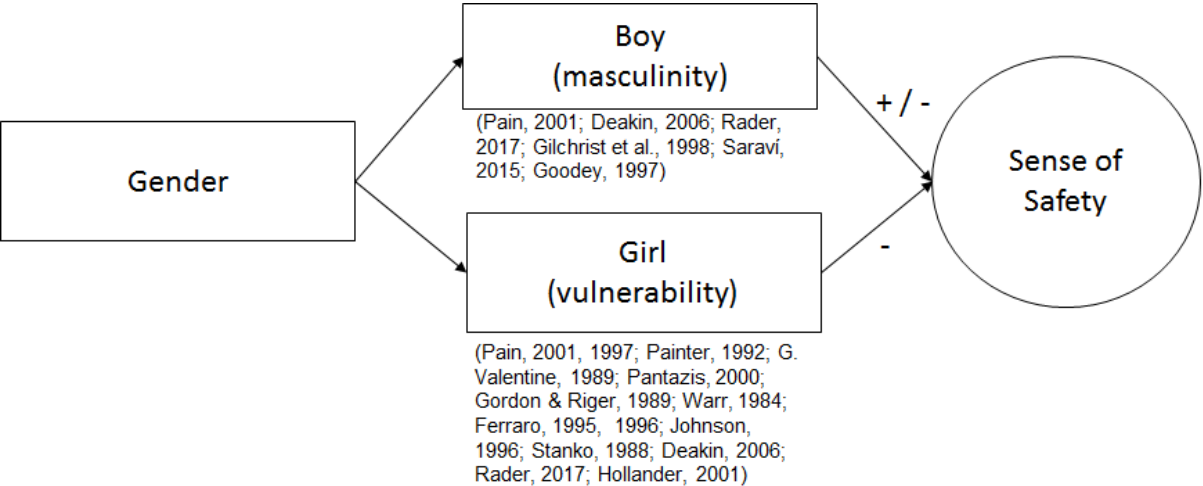 Gender
Boy
(masculinity)
(Pain, 2001; Deakin, 2006; Rader,
2017; Gilchrist et al., 1998; Saraví,
2015; Goodey, 1997)
Girl
(vulnerability)
(Pain, 2001, 1997; Painter, 1992; G.
Valentine, 1989; Pantazis, 2000;
Gordon & Riger, 1989; Warr, 1984;
Ferraro, 1995, 1996; Johnson,
1996; Stanko, 1988; Deakin, 2006;
Rader, 2017; Hollander, 2001)
+ / -
-
Sense of
Safety